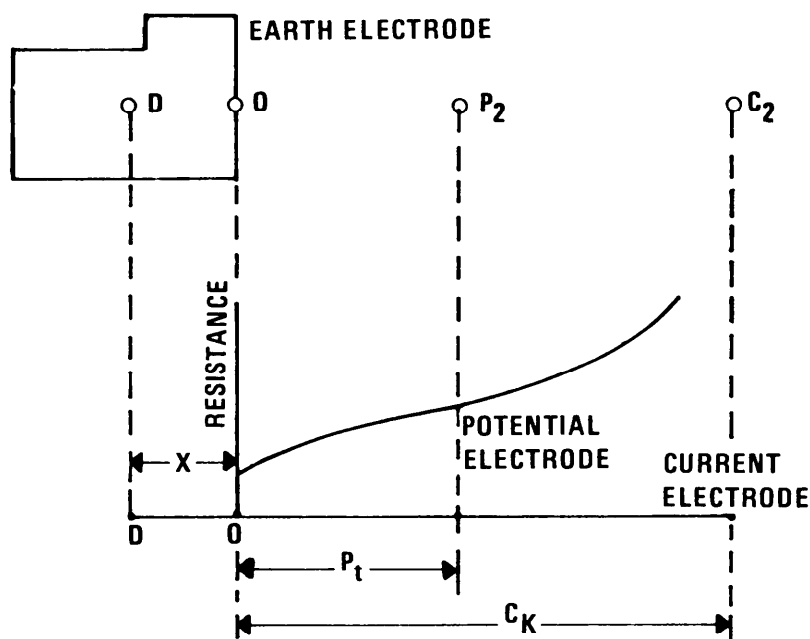 EARTH ELECTRODE
D
O
P2
C2
RESISTANCE
POTENTIAL
ELECTRODE
CURRENT
ELECTRODE
X
D
O
Pt
CK